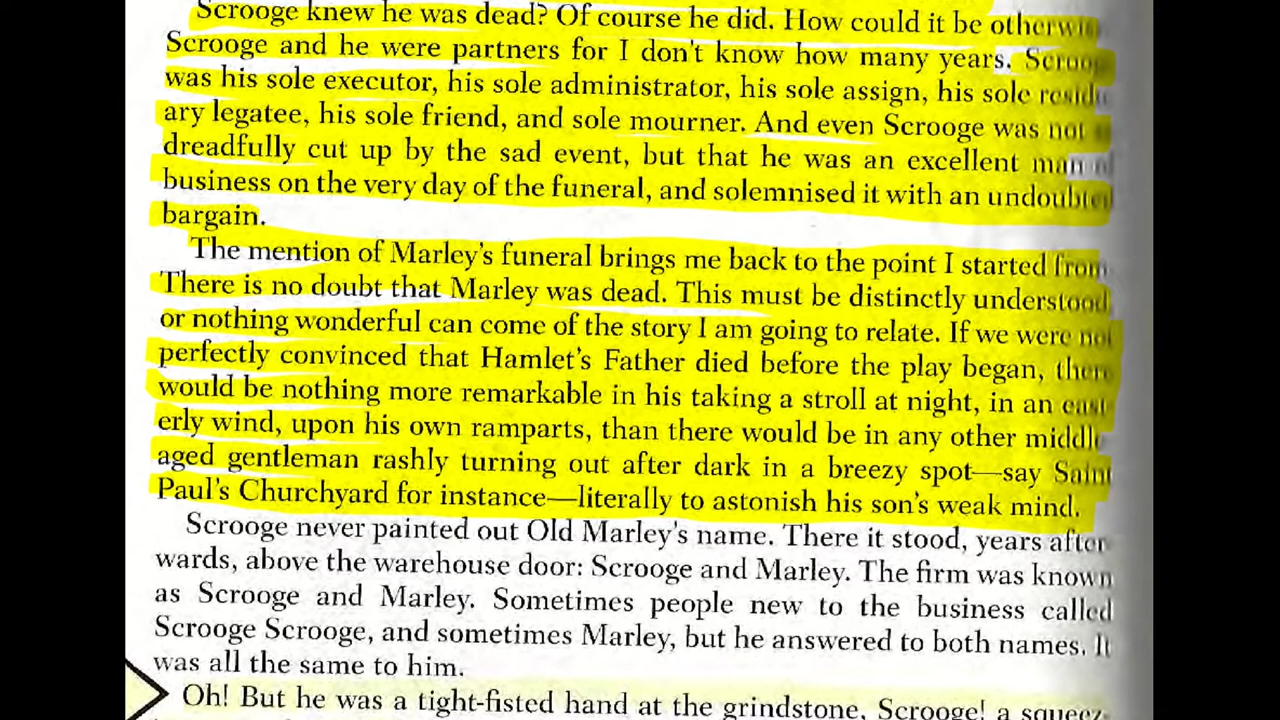 Scrooge knew he was dead? Of course he did. How could it be otherwis
Scrooge and he were partners for I don't know how many years. Scroog
was his sole executor, his sole administrator, his sole assign, his sole residu
ary legatee, his sole friend, and sole mourner. And even Scrooge was not
dreadfully cut up by the sad event, but that he was an excellent man of
business on the very day of the funeral, and solemnised it with an undoubted
bargain.
The mention of Marley's funeral brings me back to the point I started from
There is no doubt that Marley was dead. This must be distinctly understood,
or nothing wonderful can come of the story I am going to relate. If we were not
perfectly convinced that Hamlet's Father died before the play began, there
would be nothing more remarkable in his taking a stroll at night, in an east-
erly wind, upon his own ramparts, than there would be in any other middle
aged gentleman rashly turning out after dark in a breezy spot—say Saint
Paul's Churchyard for instance—literally to astonish his son's weak mind.
Scrooge never painted out Old Marley's name. There it stood, years after-
wards, above the warehouse door: Scrooge and Marley. The firm was known
as Scrooge and Marley. Sometimes people new to the business called
Scrooge Scrooge, and sometimes Marley, but he answered to both names. It
was all the same to him.
Oh! But he was a tight-fisted hand at the grindstone, Scrooge! a squeez-